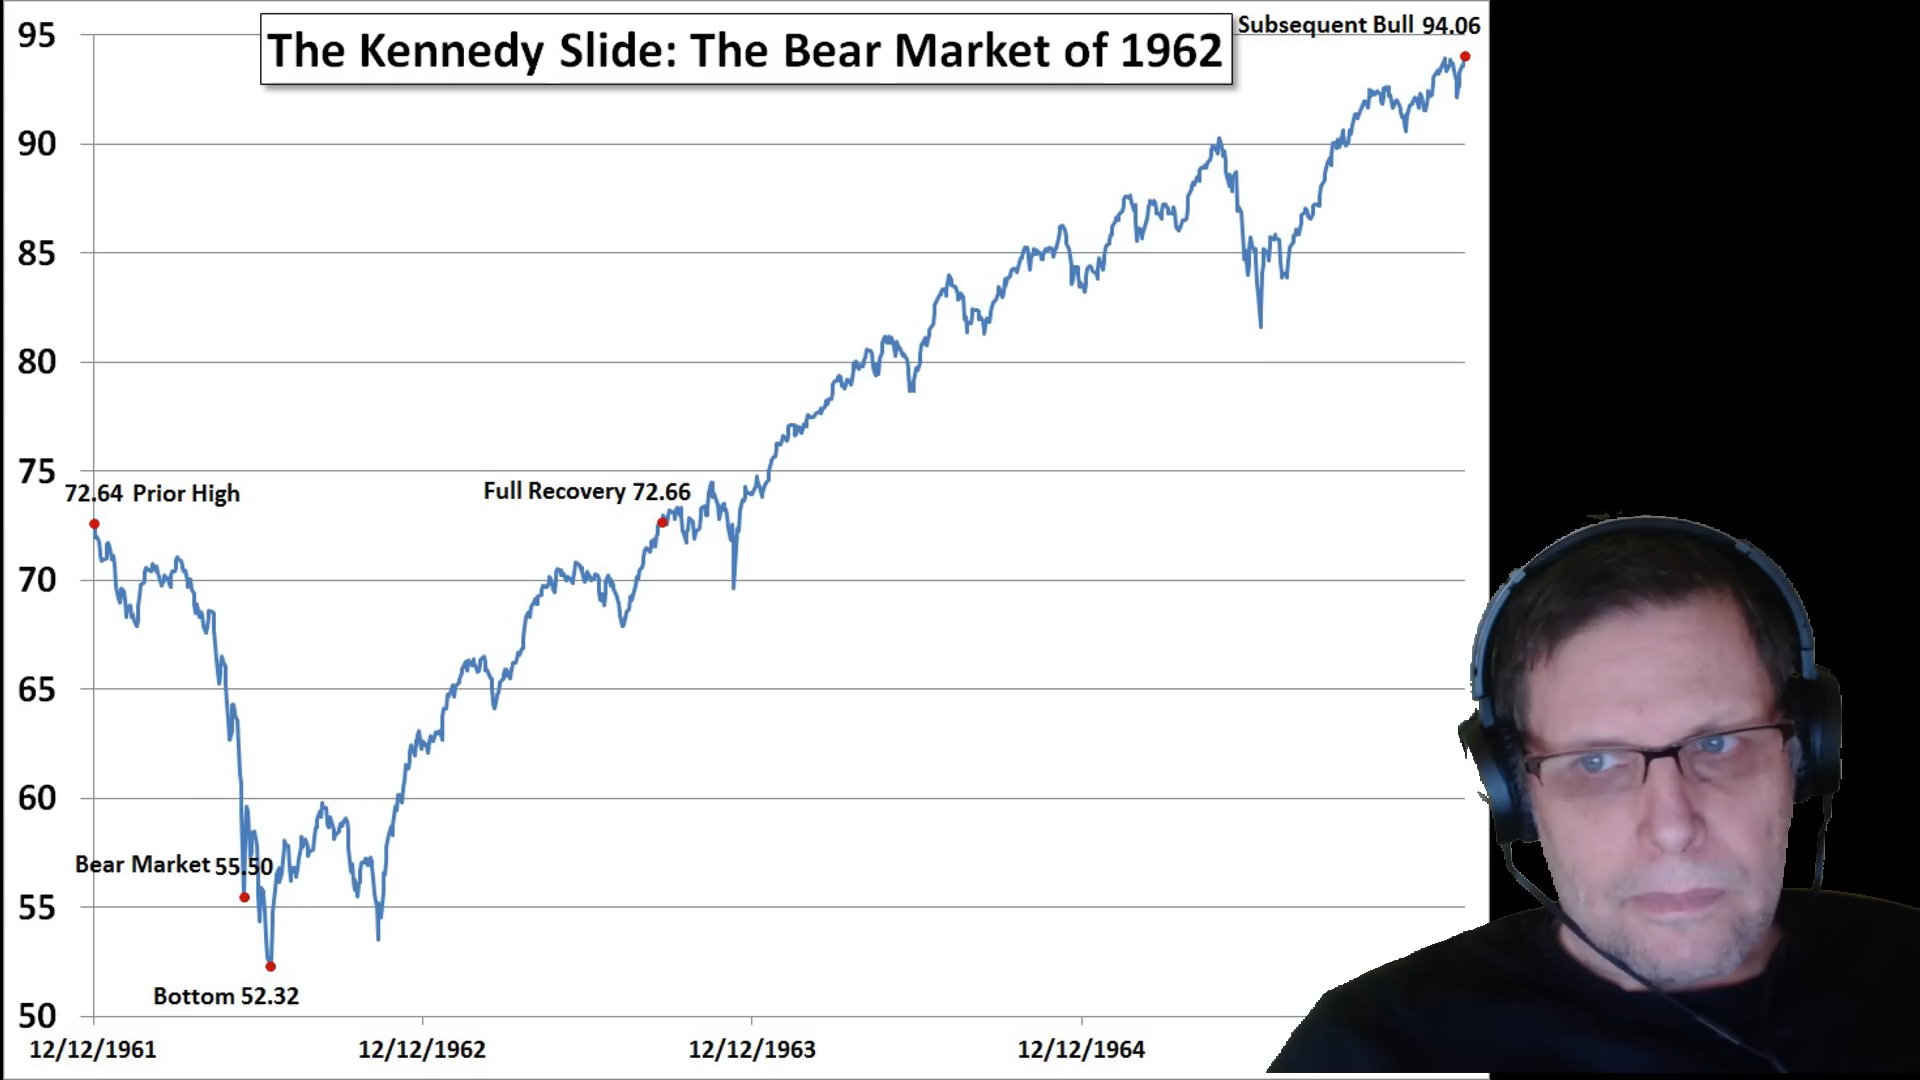 The Kennedy Slide: The Bear Market of 1962
Subsequent Bull 94.06
95
90
85
80
75
72.64 Prior High
Full Recovery 72.66
70
65
60
Bear Market 55.50
55
Bottom 52.32
50
12/12/1961
12/12/1962
12/12/1963
12/12/1964